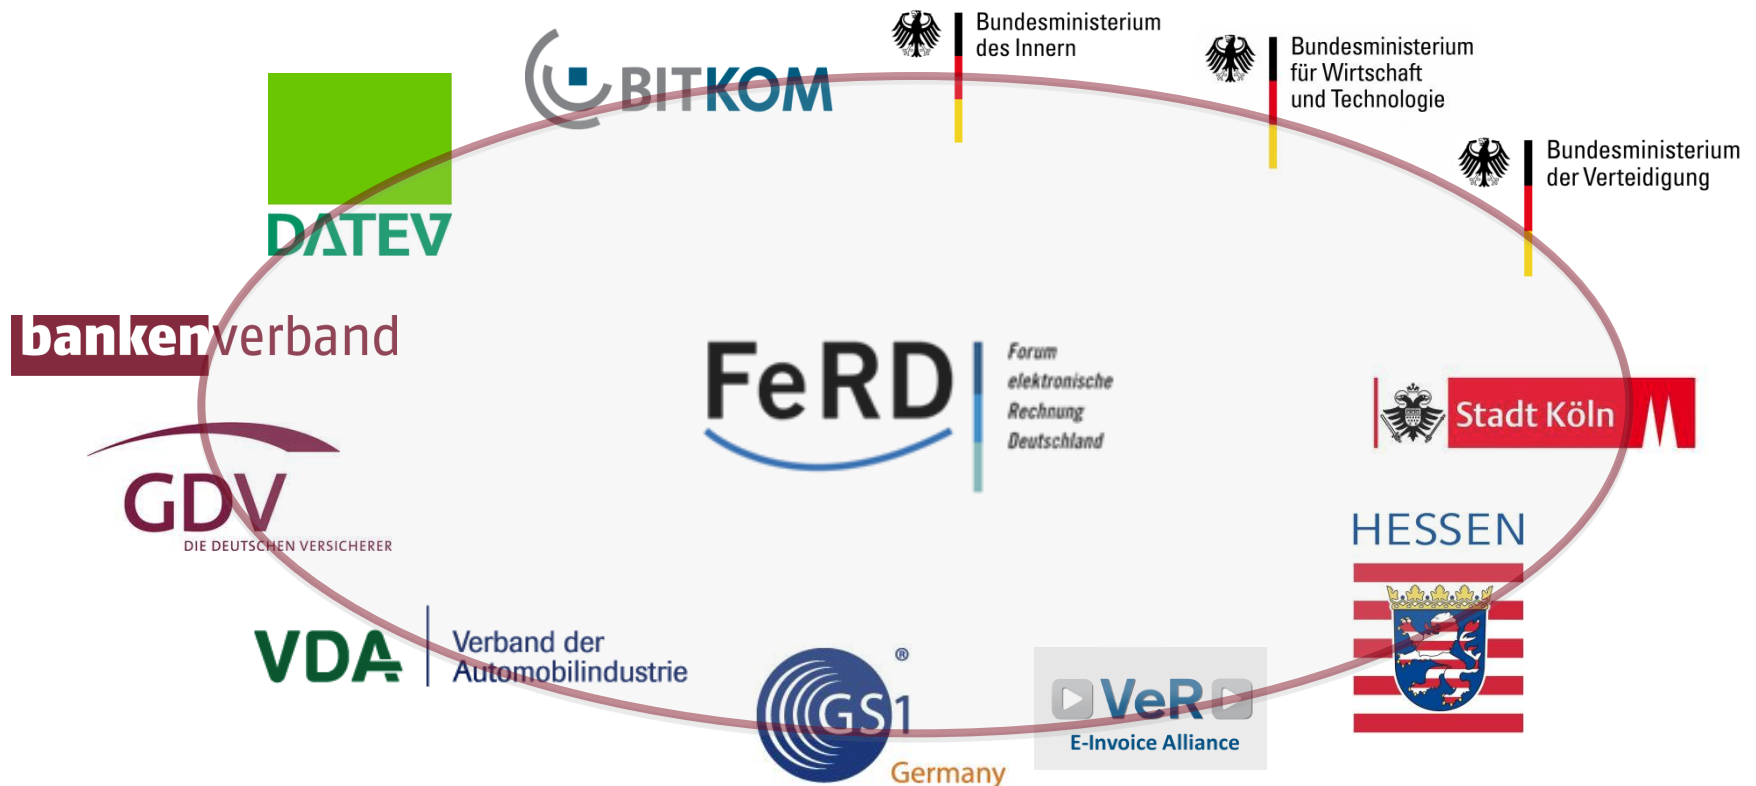 BITKOM
Bundesministerium
des Innern
Bundesministerium
für Wirtschaft
und Technologie
Bundesministerium
der Verteidigung
DATEV
bankenverband
FeRD
Forum
elektronische
Rechnung
Deutschland
Stadt Köln
GDV
DIE DEUTSCHEN VERSICHERER
HESSEN
VDA
Verband der
Automobilindustrie
GS1
®
Germany
VeR
E-Invoice Alliance